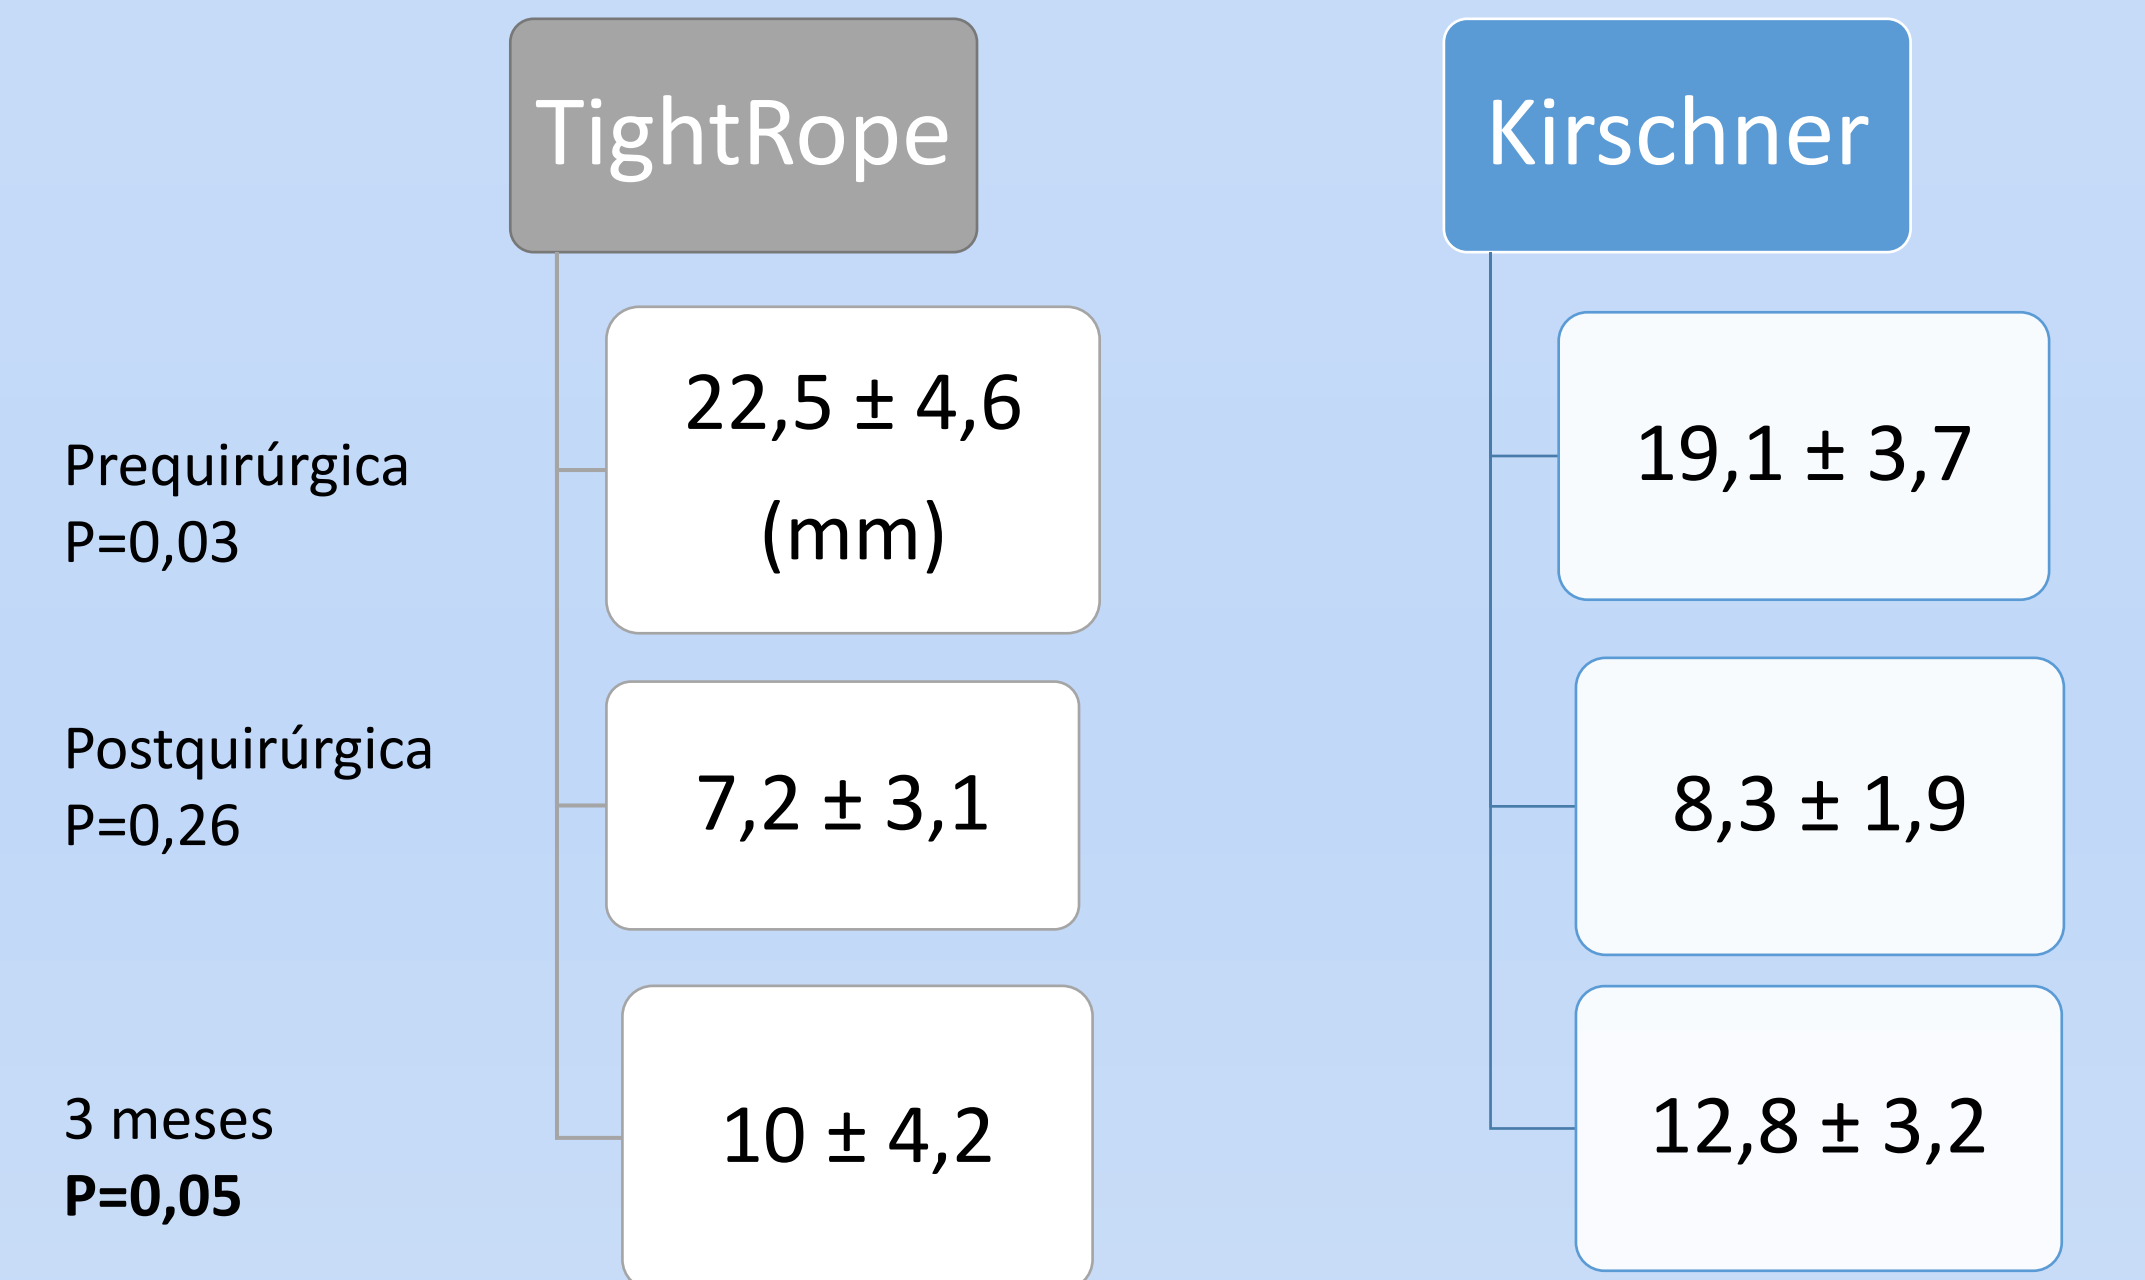 TightRope
Kirschner
Prequirúrgica
P=0,03
22,5 ± 4,6
(mm)
19,1 ± 3,7
Postquirúrgica
P=0,26
7,2 ± 3,1
8,3 ± 1,9
3 meses
P=0,05
10 ± 4,2
12,8 ± 3,2